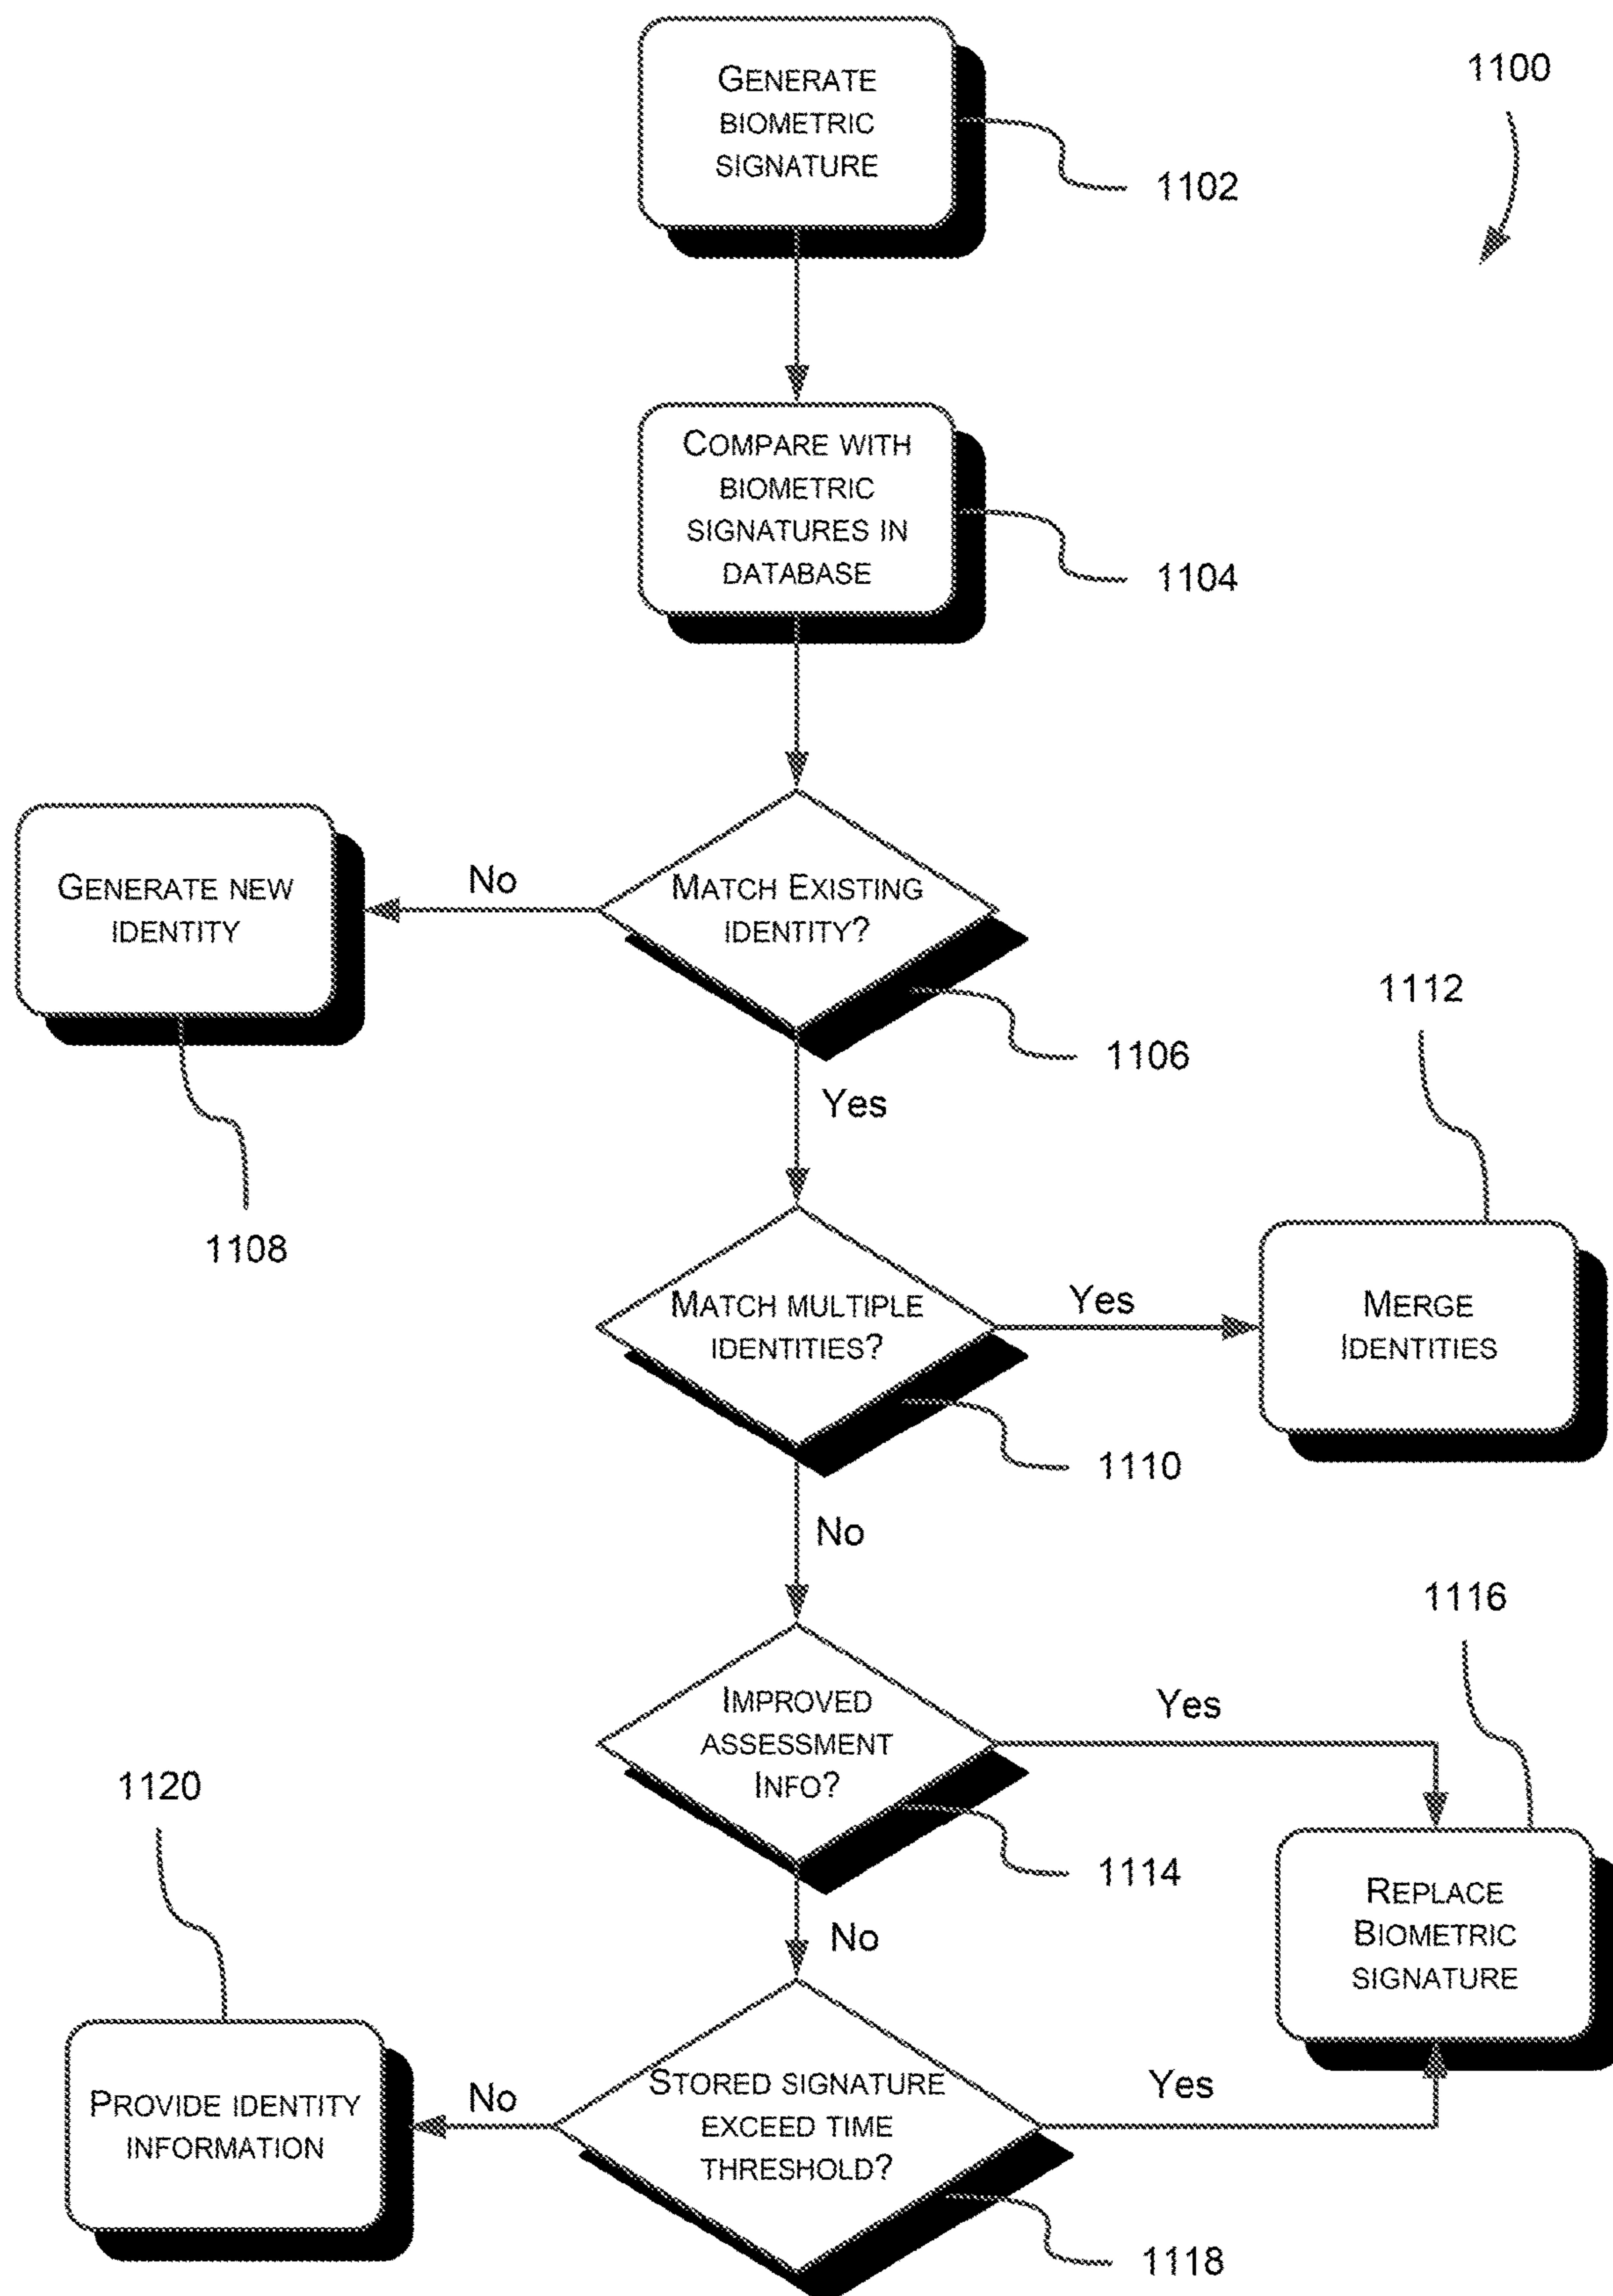 GENERATE
BIOMETRIC
SIGNATURE
1100
1102
COMPARE WITH
BIOMETRIC
SIGNATURES IN
DATABASE
1104
GENERATE NEW
IDENTITY
No
MATCH EXISTING
IDENTITY?
1112
1106
Yes
1108
MATCH MULTIPLE
IDENTITIES?
Yes
MERGE
IDENTITIES
1110
No
1116
IMPROVED
ASSESSMENT
INFO?
Yes
1120
1114
REPLACE
BIOMETRIC
SIGNATURE
No
PROVIDE IDENTITY
INFORMATION
No
STORED SIGNATURE
EXCEED TIME
THRESHOLD?
Yes
1118